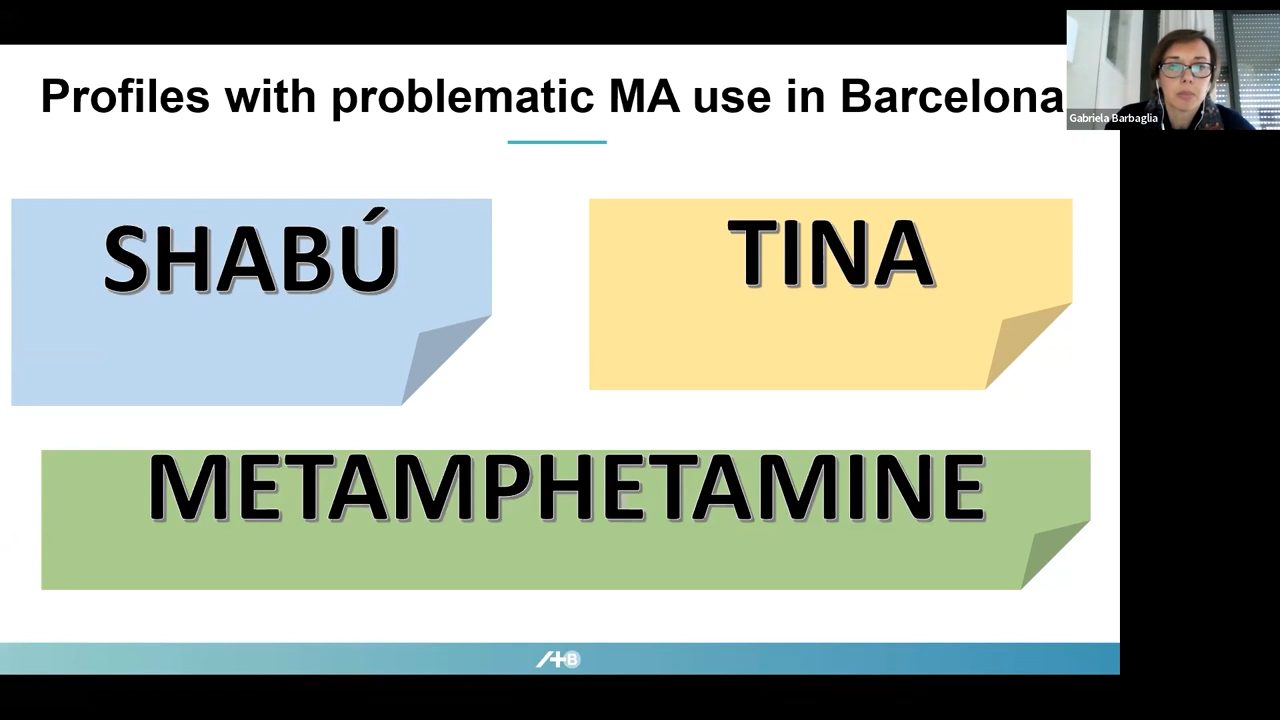 Profiles with problematic MA use in Barcelona
Gabriela Barbaglia
SHABÚ
TINA
METAMPHETAMINE
A+B